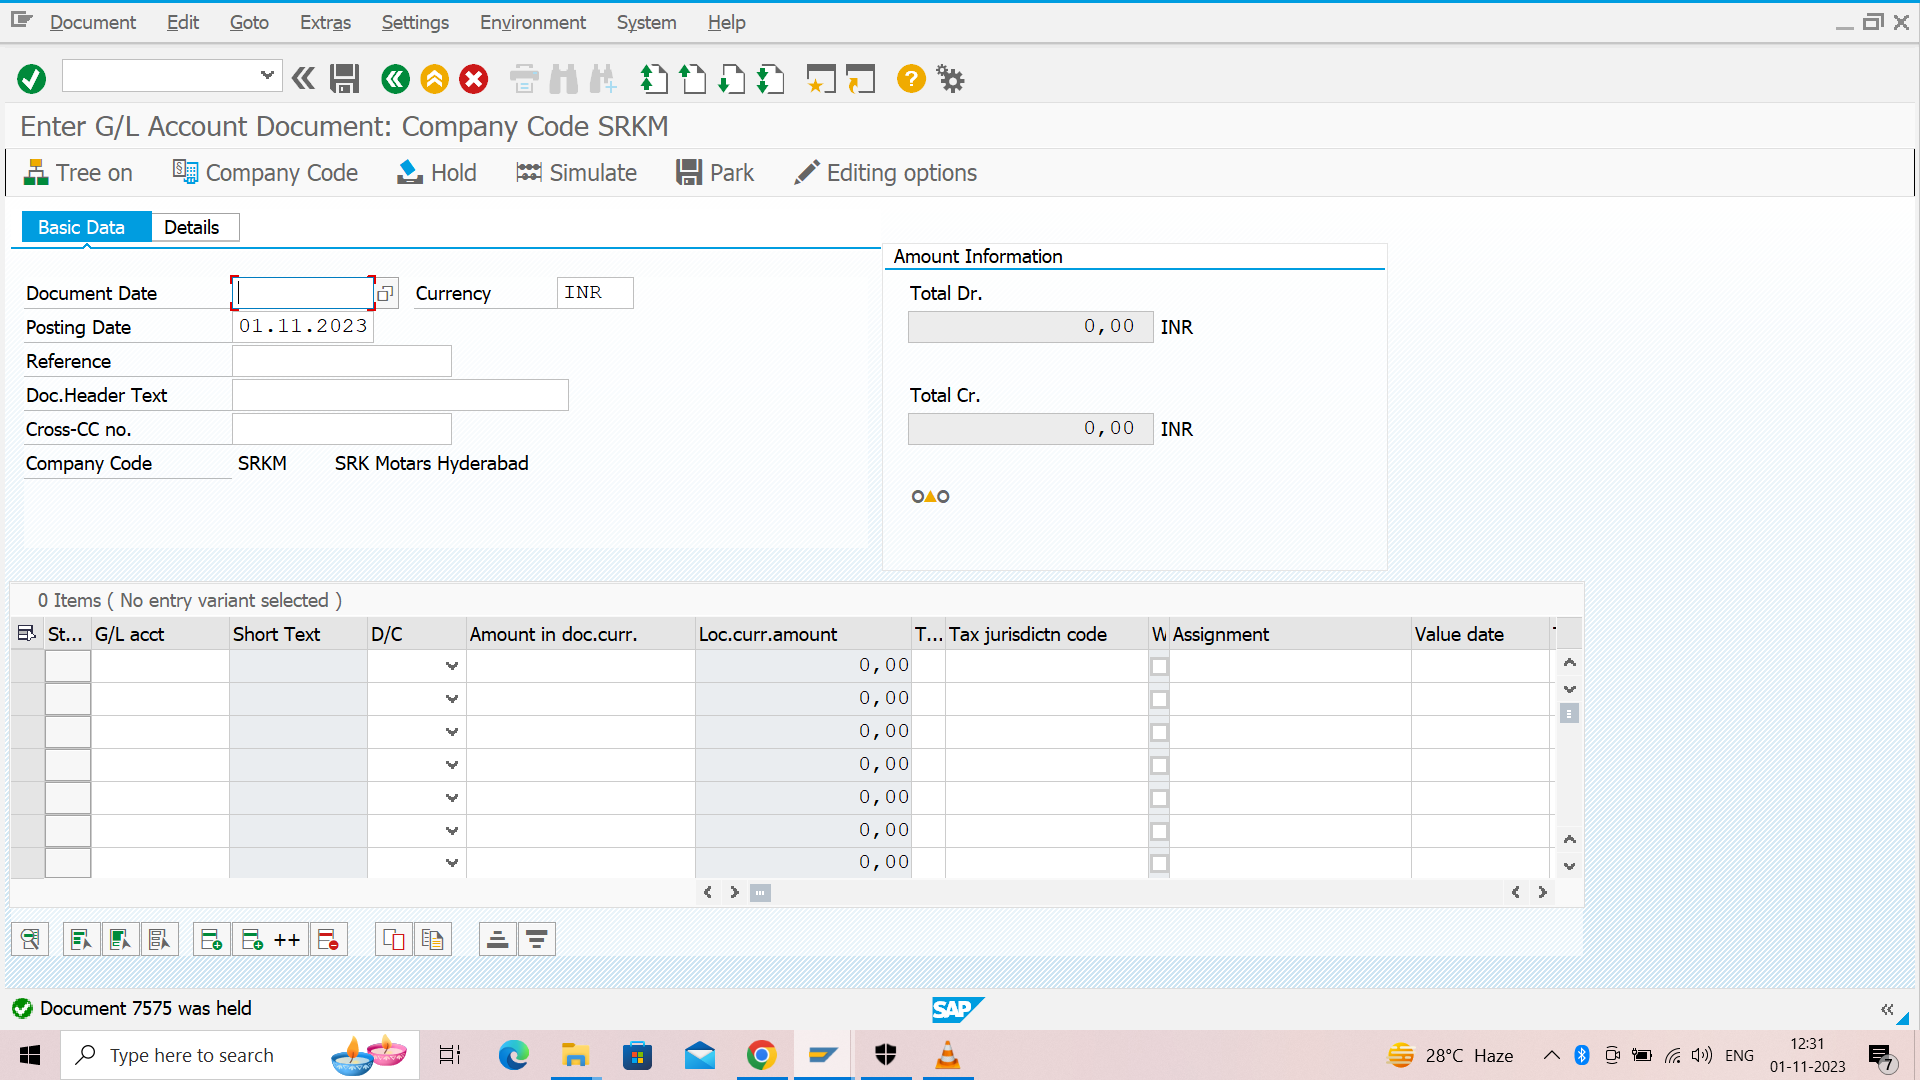 Document Edit Goto Extras Settings Environment System Help
Enter G/L Account Document: Company Code SRKM
Tree on Company Code Hold Simulate Park Editing options
Basic Data Details
Amount Information
Document Date Currency INR Total Dr.
Posting Date 01.11.2023 0,00 INR
Reference
Doc.Header Text Total Cr.
Cross-CC no. 0,00 INR
Company Code SRKM SRK Motars Hyderabad
0 Items ( No entry variant selected )
St... G/L acct Short Text D/C Amount in doc.curr. Loc.curr.amount T... Tax jurisdictn code W Assignment Value date
0,00
0,00
0,00
0,00
0,00
0,00
0,00
++
Document 7575 was held SAP
Type here to search 28°C Haze ENG 12:31
01-11-2023 7